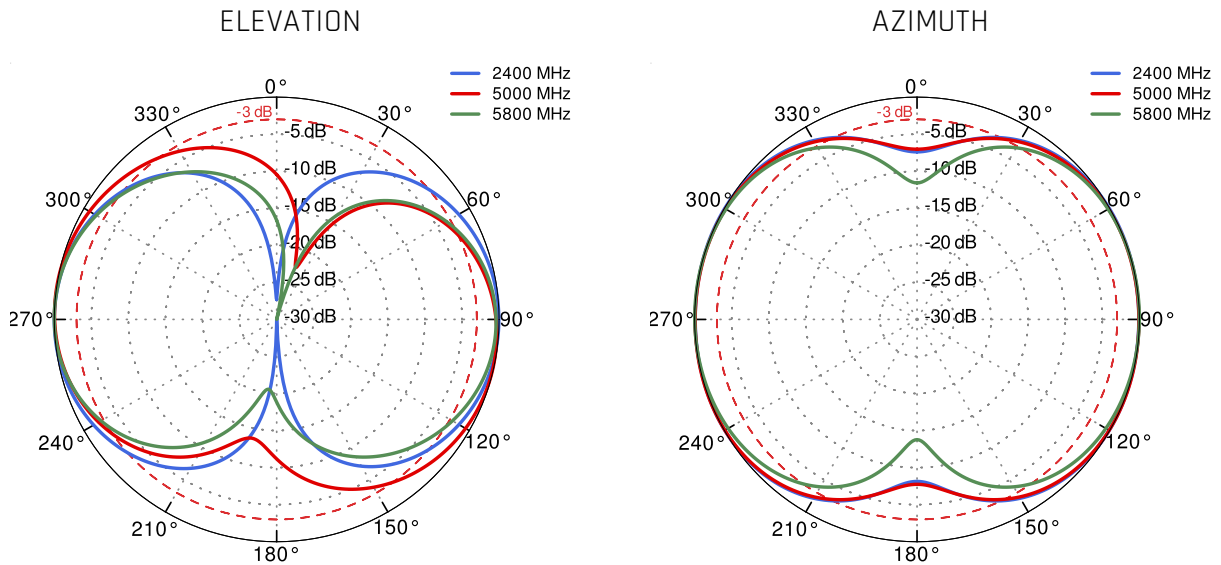 ELEVATION
2400 MHz
5000 MHz
5800 MHz
0°
330°
-3 dB
30°
-5 dB
-10 dB
300°
-15 dB
60°
-20 dB
-25 dB
270°
-30 dB
90°
240°
120°
210°
150°
180°
AZIMUTH
2400 MHz
5000 MHz
5800 MHz
0°
330°
-3 dB
30°
-5 dB
-10 dB
300°
-15 dB
60°
-20 dB
-25 dB
270°
-30 dB
90°
240°
120°
210°
150°
180°